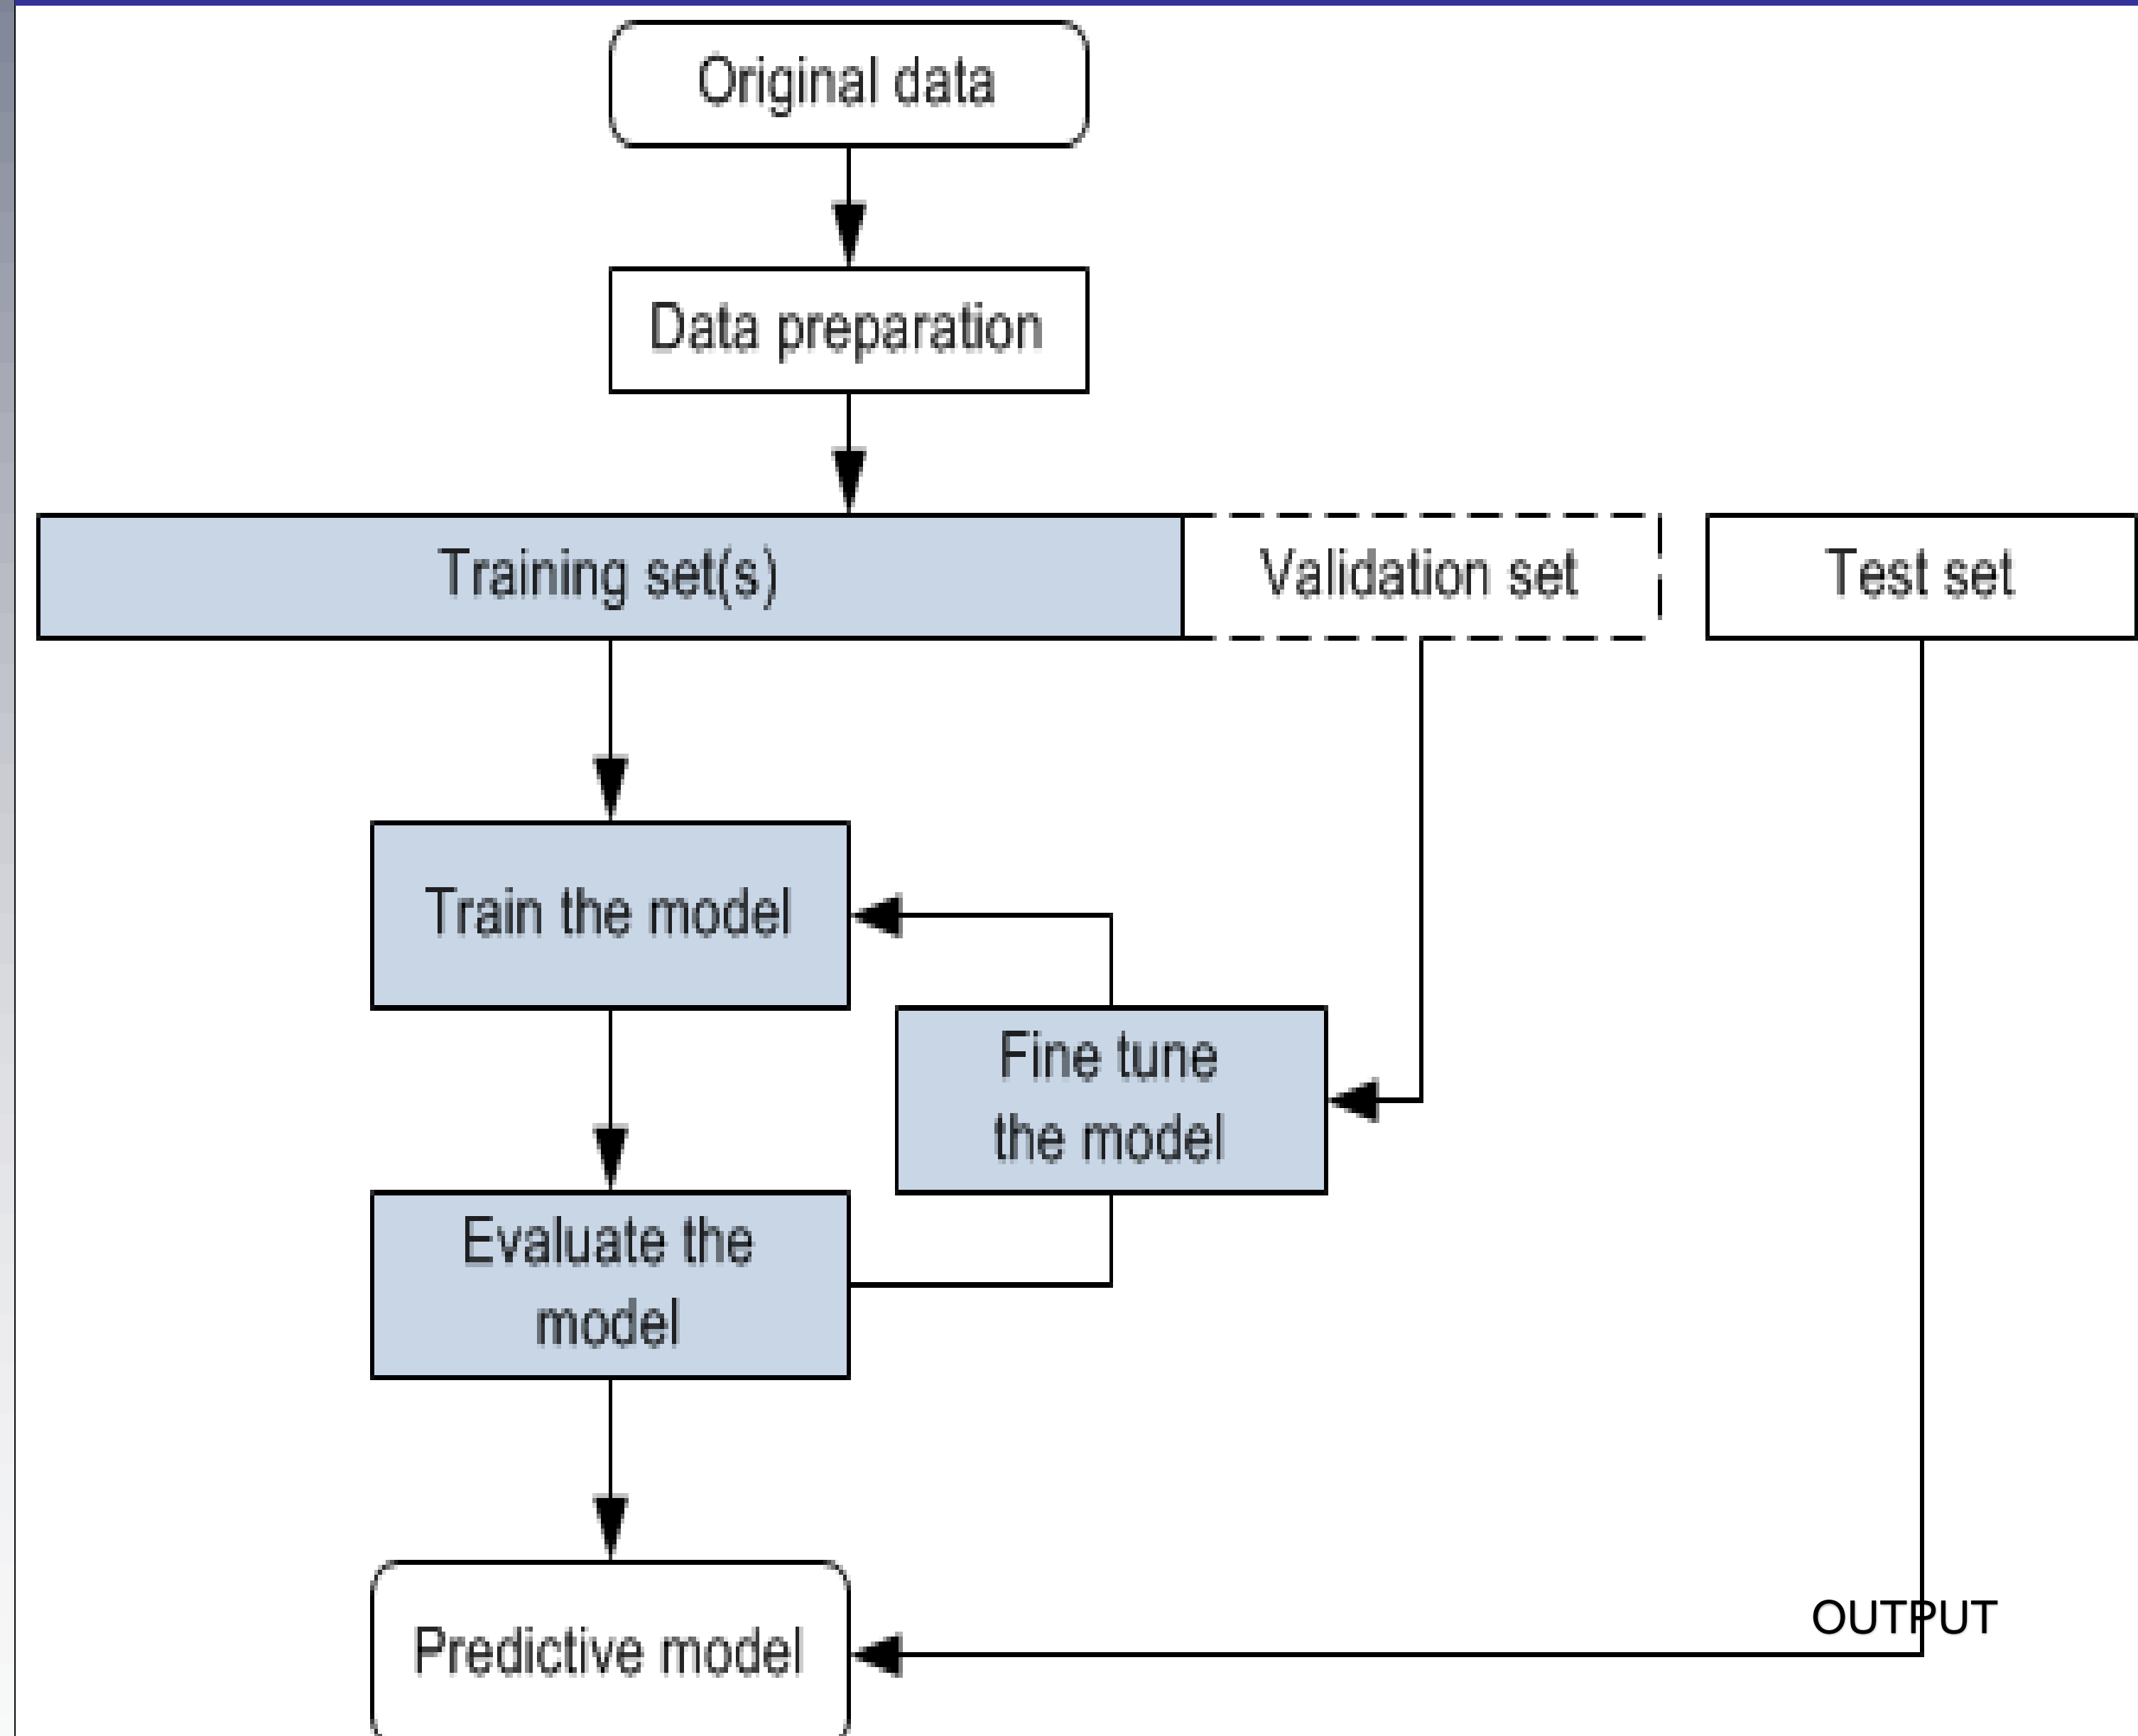 Original data
Data preparation
Training set(s)
Validation set
Test set
Train the model
Fine tune
the model
Evaluate the
model
OUTPUT
Predictive model